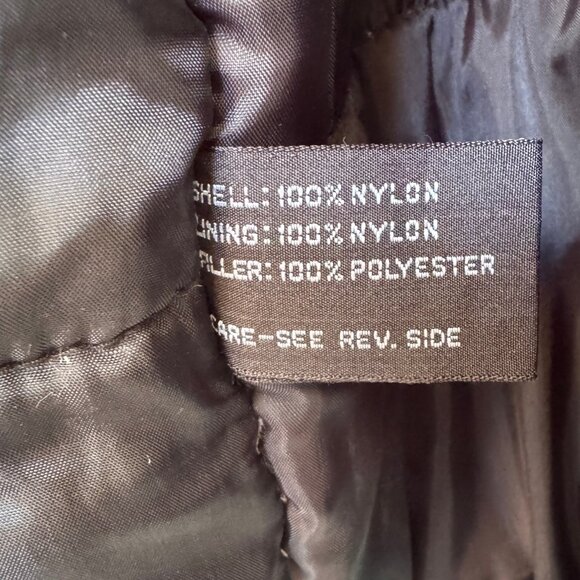 SHELL: 100% NYLON
LINING: 100% NYLON
FILLER: 100% POLYESTER
CARE-SEE REV. SIDE